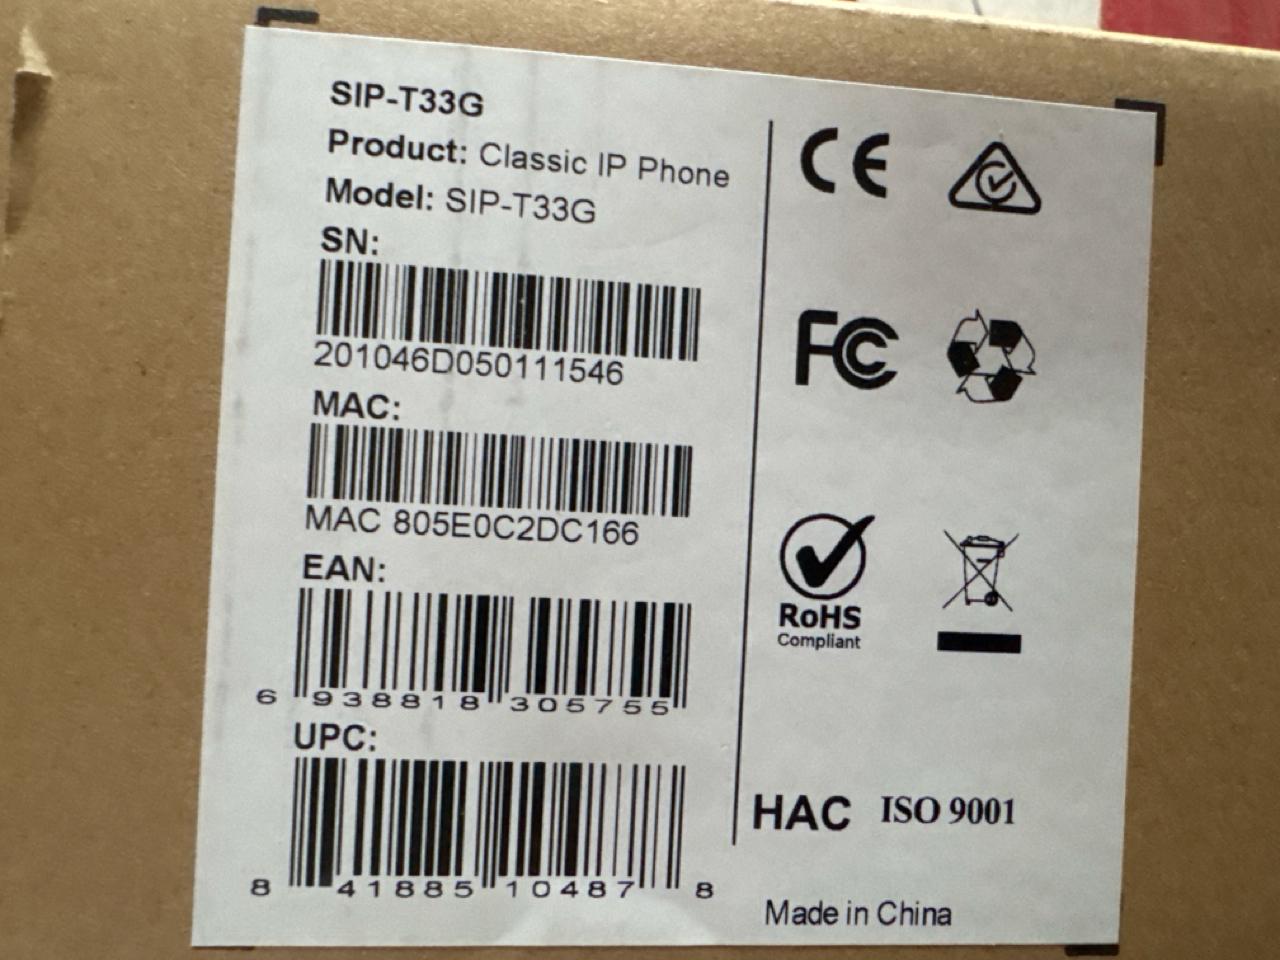 SIP-T33G
Product: Classic IP Phone
Model: SIP-T33G
SN:
201046D050111546
MAC:
MAC 805E0C2DC166
EAN:
6 938818 305755
UPC:
8 41885 10487 8
CE
FC
RoHS
Compliant
HAC ISO 9001
Made in China